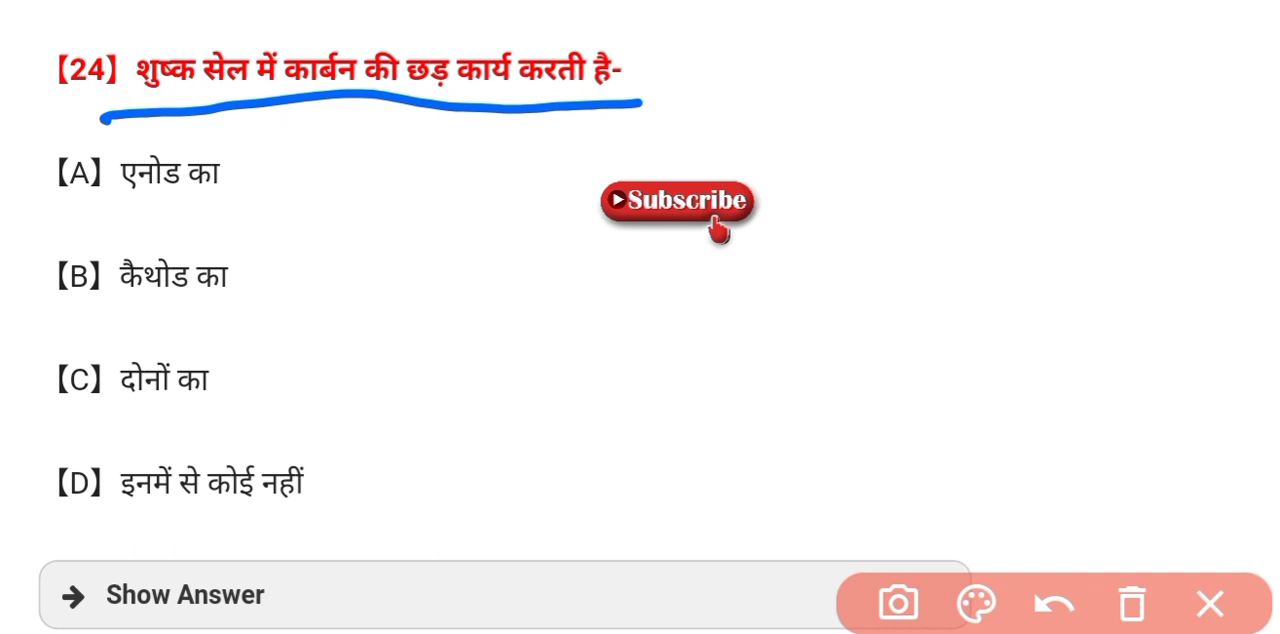 【24】 शुष्क सेल में कार्बन की छड़ कार्य करती है-
【A】 एनोड का
Subscribe
【B】 कैथोड का
【C】 दोनों का
【D】 इनमें से कोई नहीं
Show Answer